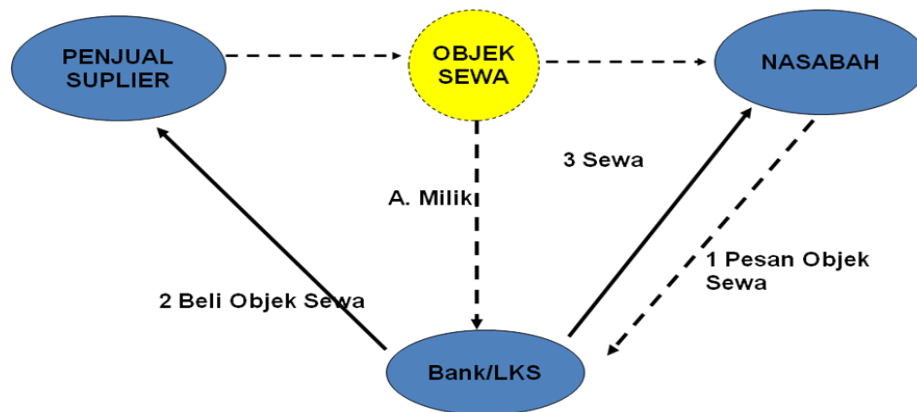 PENJUAL
SUPLIER
OBJEK
SEWA
NASABAH
3 Sewa
A. Milik
1 Pesan Objek
Sewa
2 Beli Objek Sewa
Bank/LKS